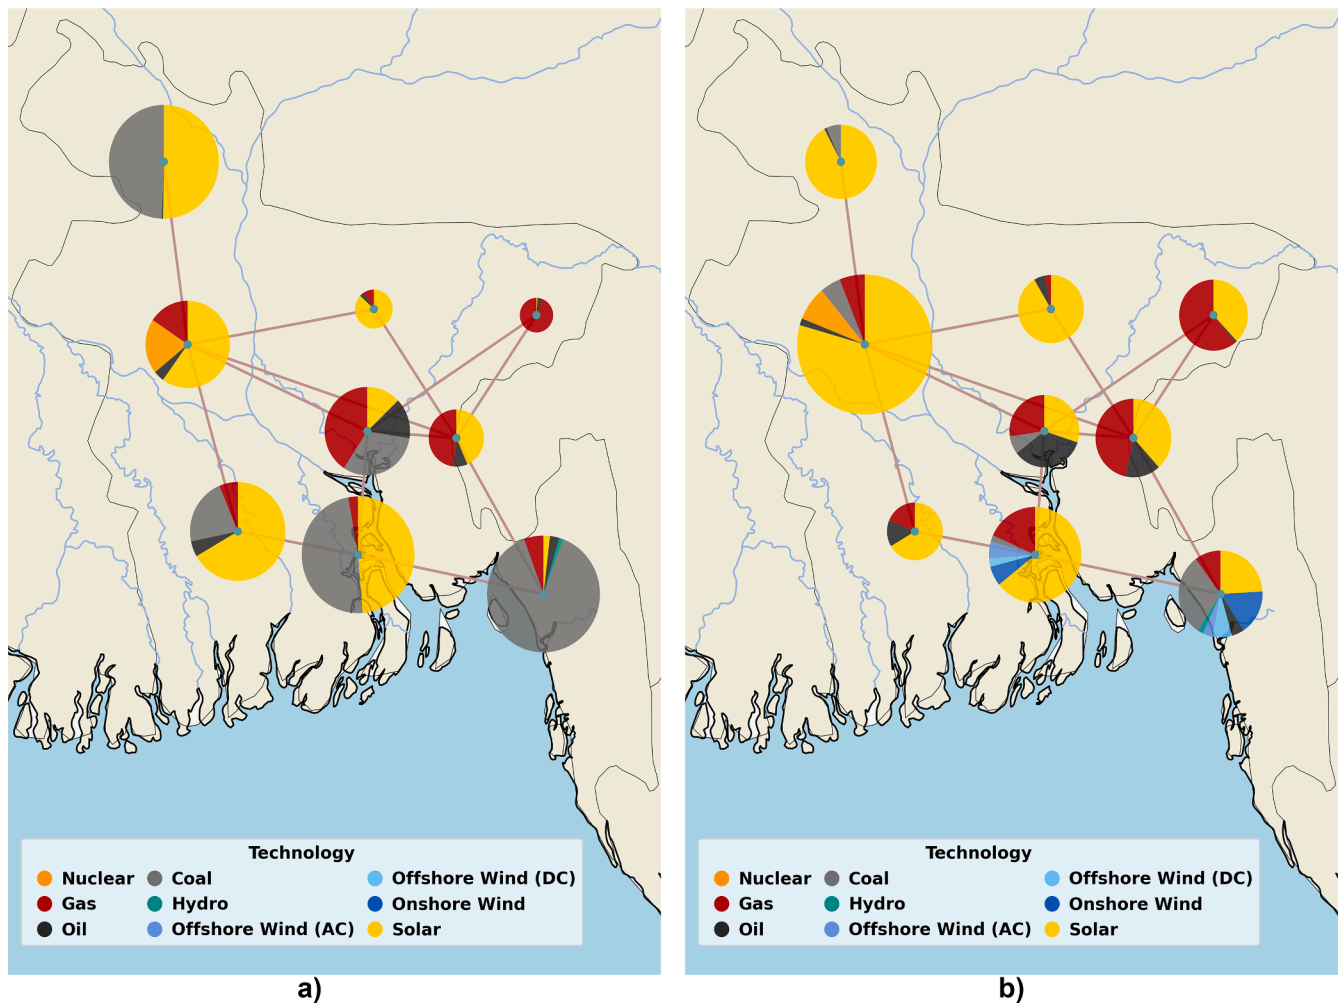 Technology
Nuclear Coal Offshore Wind (DC)
Gas Hydro Onshore Wind
Oil Offshore Wind (AC) Solar
Technology
Nuclear Coal Offshore Wind (DC)
Gas Hydro Onshore Wind
Oil Offshore Wind (AC) Solar
a)
b)